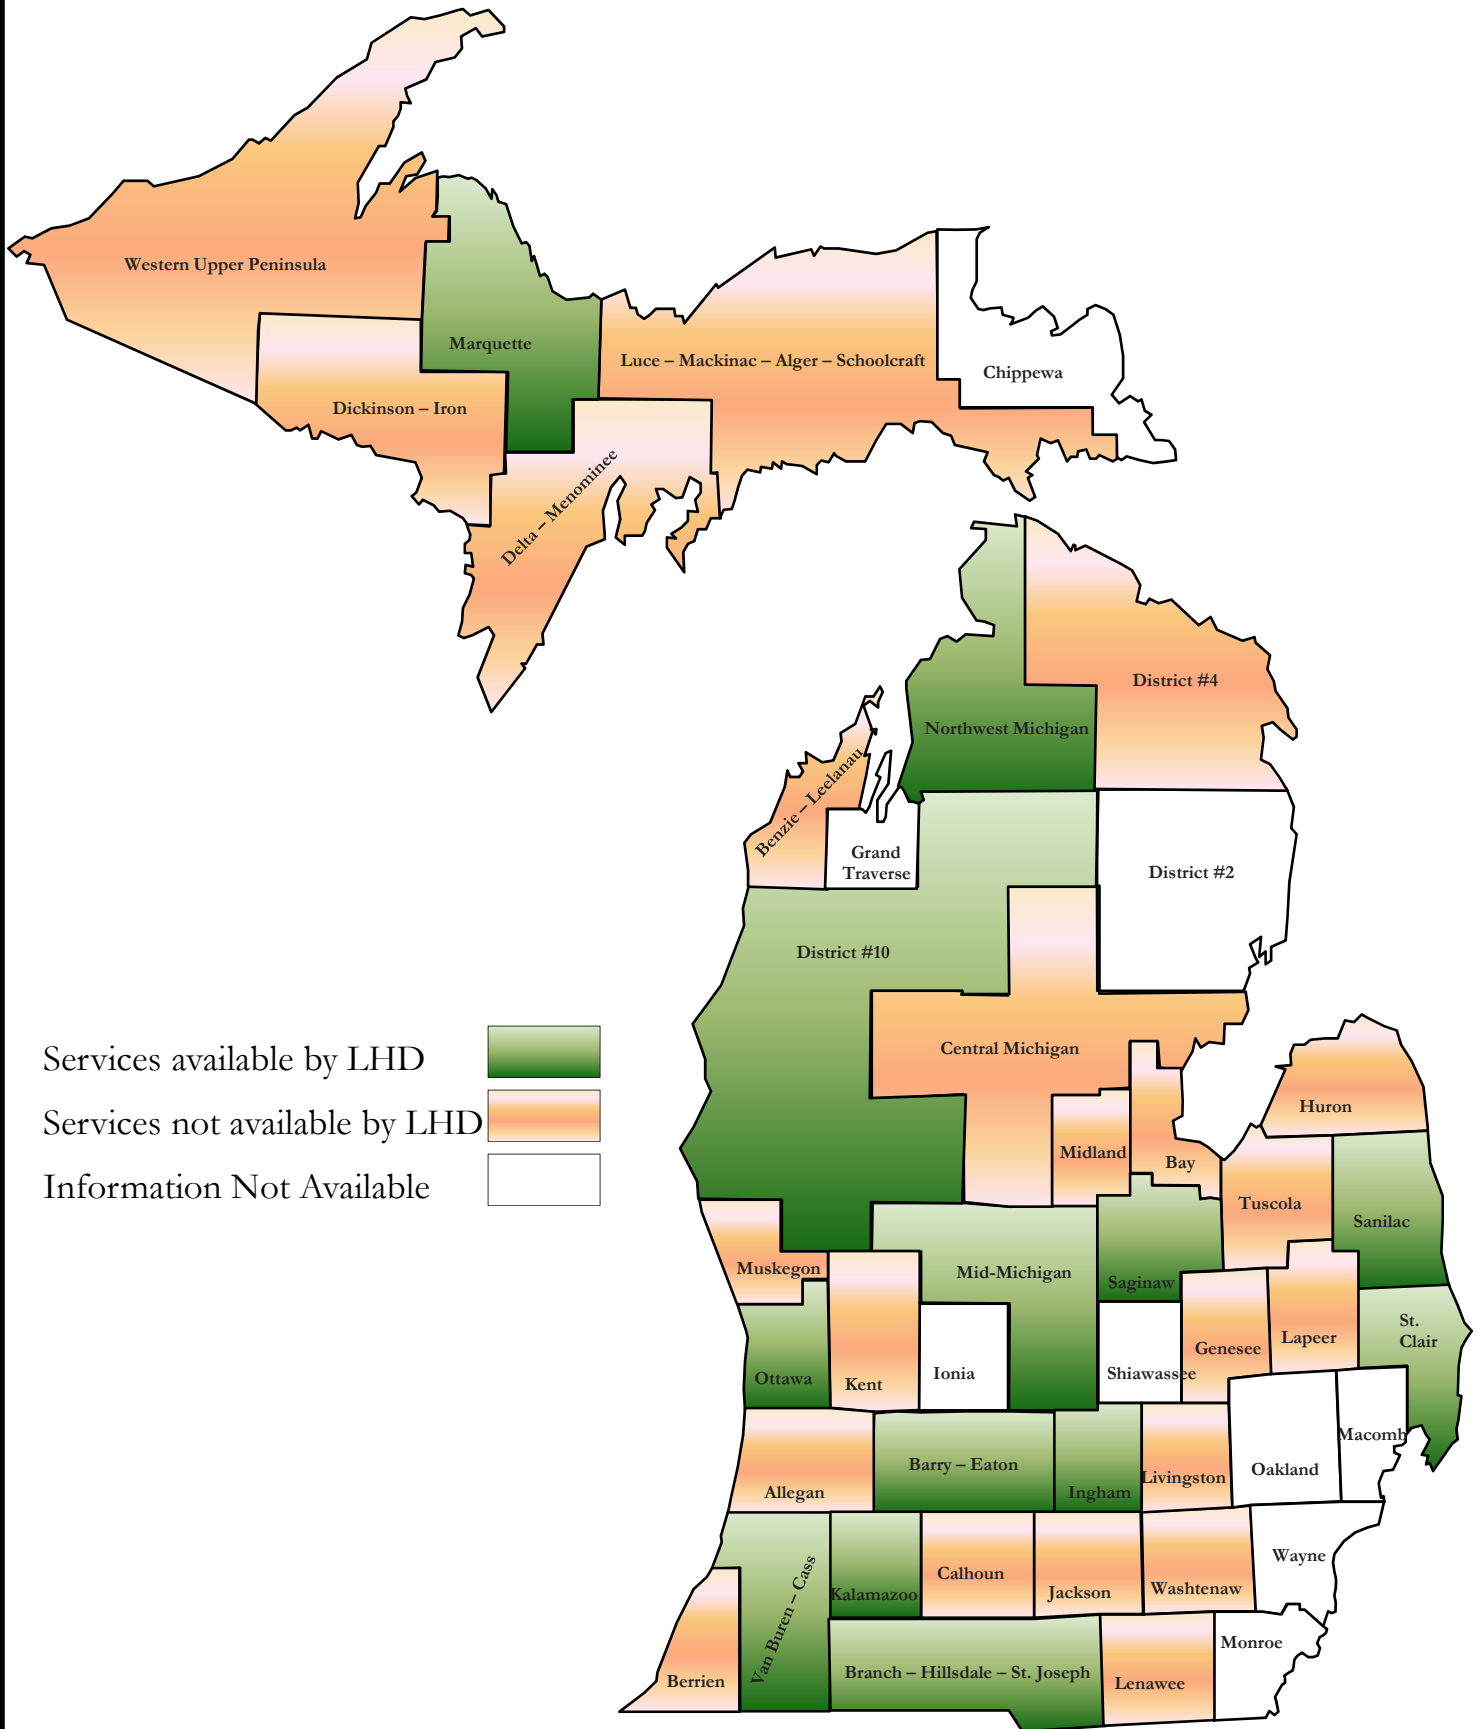 Western Upper Peninsula
Marquette
Luce – Mackinac – Alger – Schoolcraft
Chippewa
Dickinson – Iron
Delta – Menominee
District #4
Northwest Michigan
Benzie – Leelanau
Grand
Traverse
District #2
District #10
Central Michigan
Services available by LHD
Services not available by LHD
Information Not Available
Huron
Midland
Bay
Tuscola
Sanilac
Muskegon
Mid-Michigan
Saginaw
St.
Clair
Genesee
Lapeer
Ottawa
Kent
Ionia
Shiawassee
Macomb
Barry – Eaton
Oakland
Allegan
Ingham
Livingston
Wayne
Calhoun
Kalamazoo
Jackson
Washtenaw
Van Buren – Cass
Monroe
Berrien
Branch – Hillsdale – St. Joseph
Lenawee